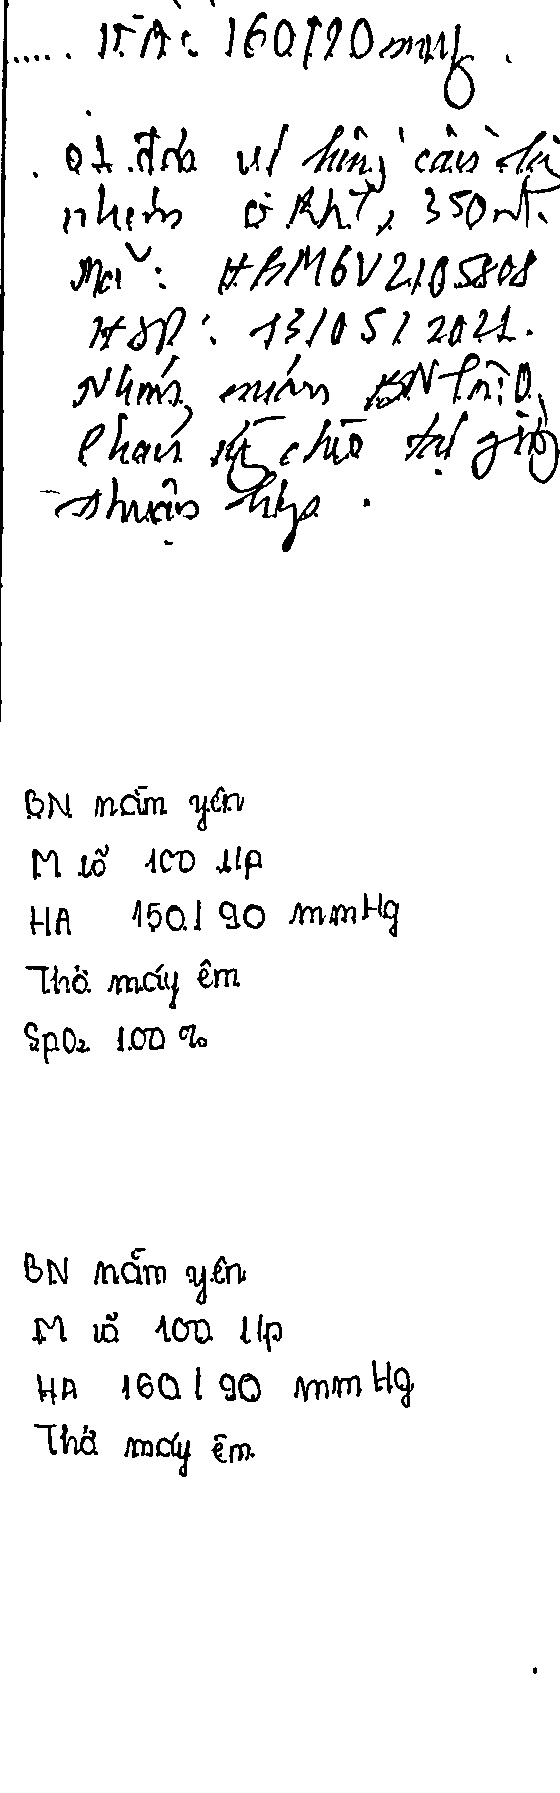 HA: 160/90 mmHg
01 đơn vị hồng cầu
nhóm O Rh+, 350ml.
Mã: HBM6V2105808
HSD: 13/05/2021.
Nhóm máu BN là: O,
Phản ứng chéo tại giường
thuận hợp.
BN nằm yên
M rõ 100 l/p
HA 150/90 mmHg
Thở máy êm
SpO2 100%
BN nằm yên
M rõ 100 l/p
HA 160/90 mmHg
Thở máy êm